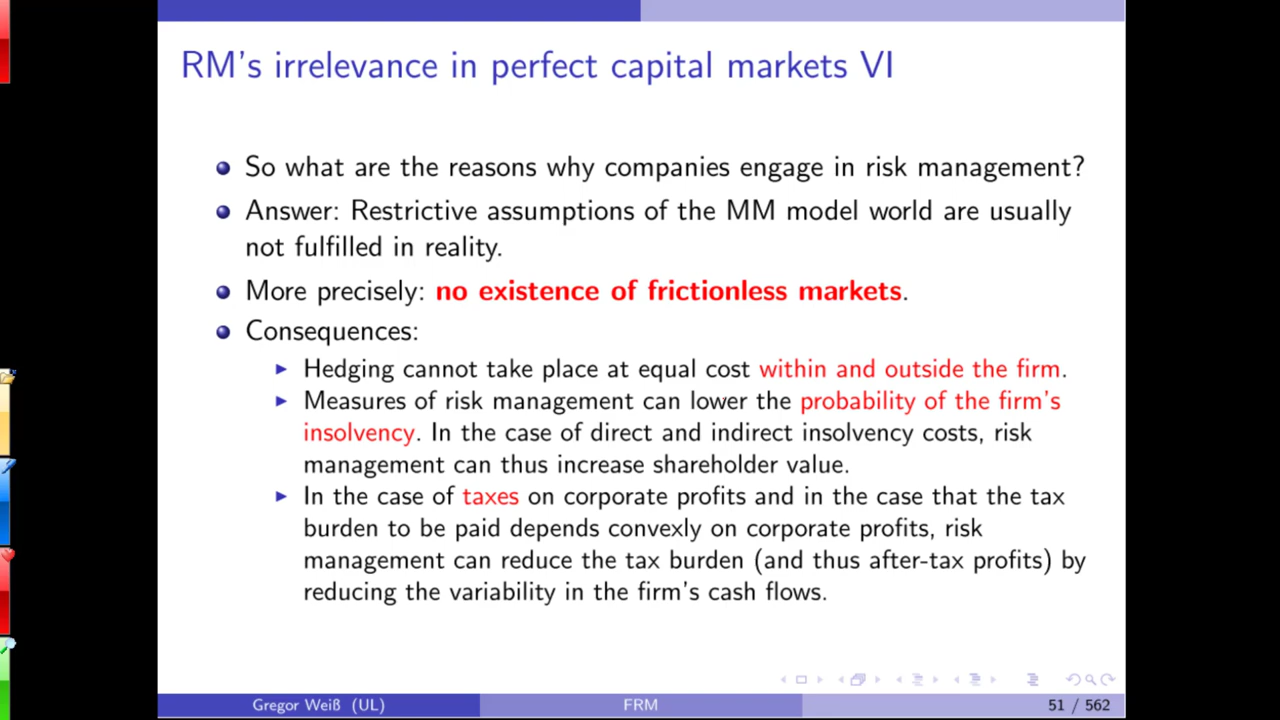 RM's irrelevance in perfect capital markets VI
So what are the reasons why companies engage in risk management?
Answer: Restrictive assumptions of the MM model world are usually
not fulfilled in reality.
More precisely: no existence of frictionless markets.
Consequences:
Hedging cannot take place at equal cost within and outside the firm.
Measures of risk management can lower the probability of the firm's
insolvency. In the case of direct and indirect insolvency costs, risk
management can thus increase shareholder value.
In the case of taxes on corporate profits and in the case that the tax
burden to be paid depends convexly on corporate profits, risk
management can reduce the tax burden (and thus after-tax profits) by
reducing the variability in the firm's cash flows.
Gregor Weiß (UL) FRM 51 / 562